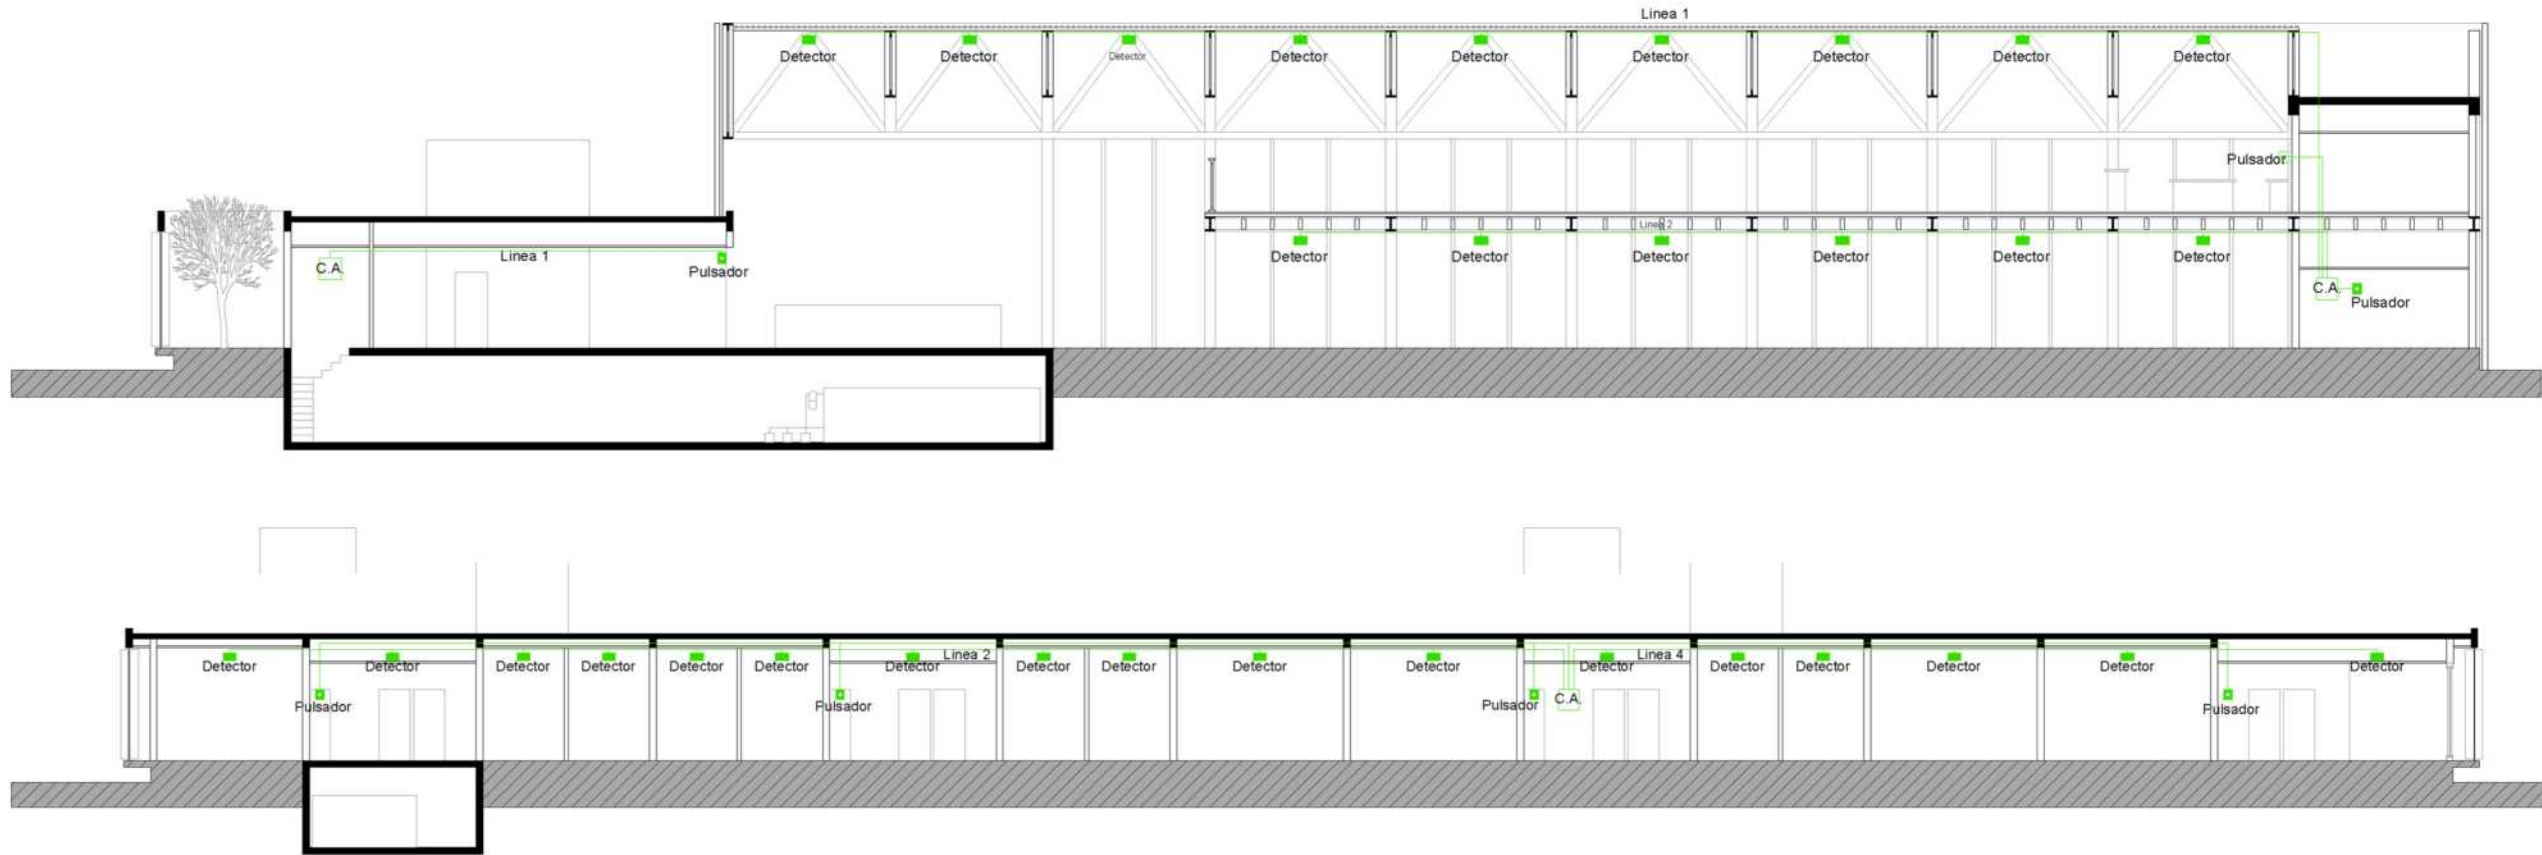 Linea 1
Detector Detector Detector Detector Detector Detector Detector Detector Detector
Pulsador
Linea 2
Linea 1
Detector Detector Detector Detector Detector Detector
C.A.
Pulsador
C.A.
Pulsador
Linea 2
Linea 4
Detector Detector Detector Detector Detector Detector Detector Detector Detector Detector Detector Detector Detector Detector Detector Detector
Pulsador
Pulsador
Pulsador
C.A.
Pulsador